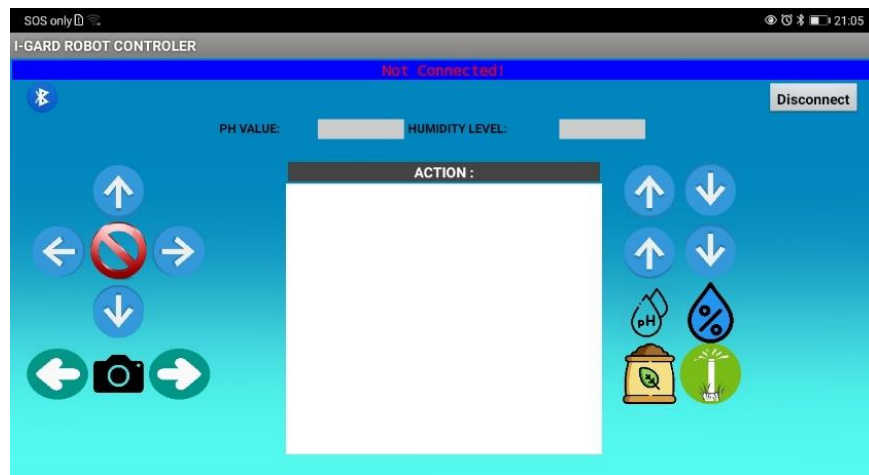 SOS only 21:05
I-GARD ROBOT CONTROLER
Not Connected!
Disconnect
PH VALUE: HUMIDITY LEVEL:
ACTION :
pH %